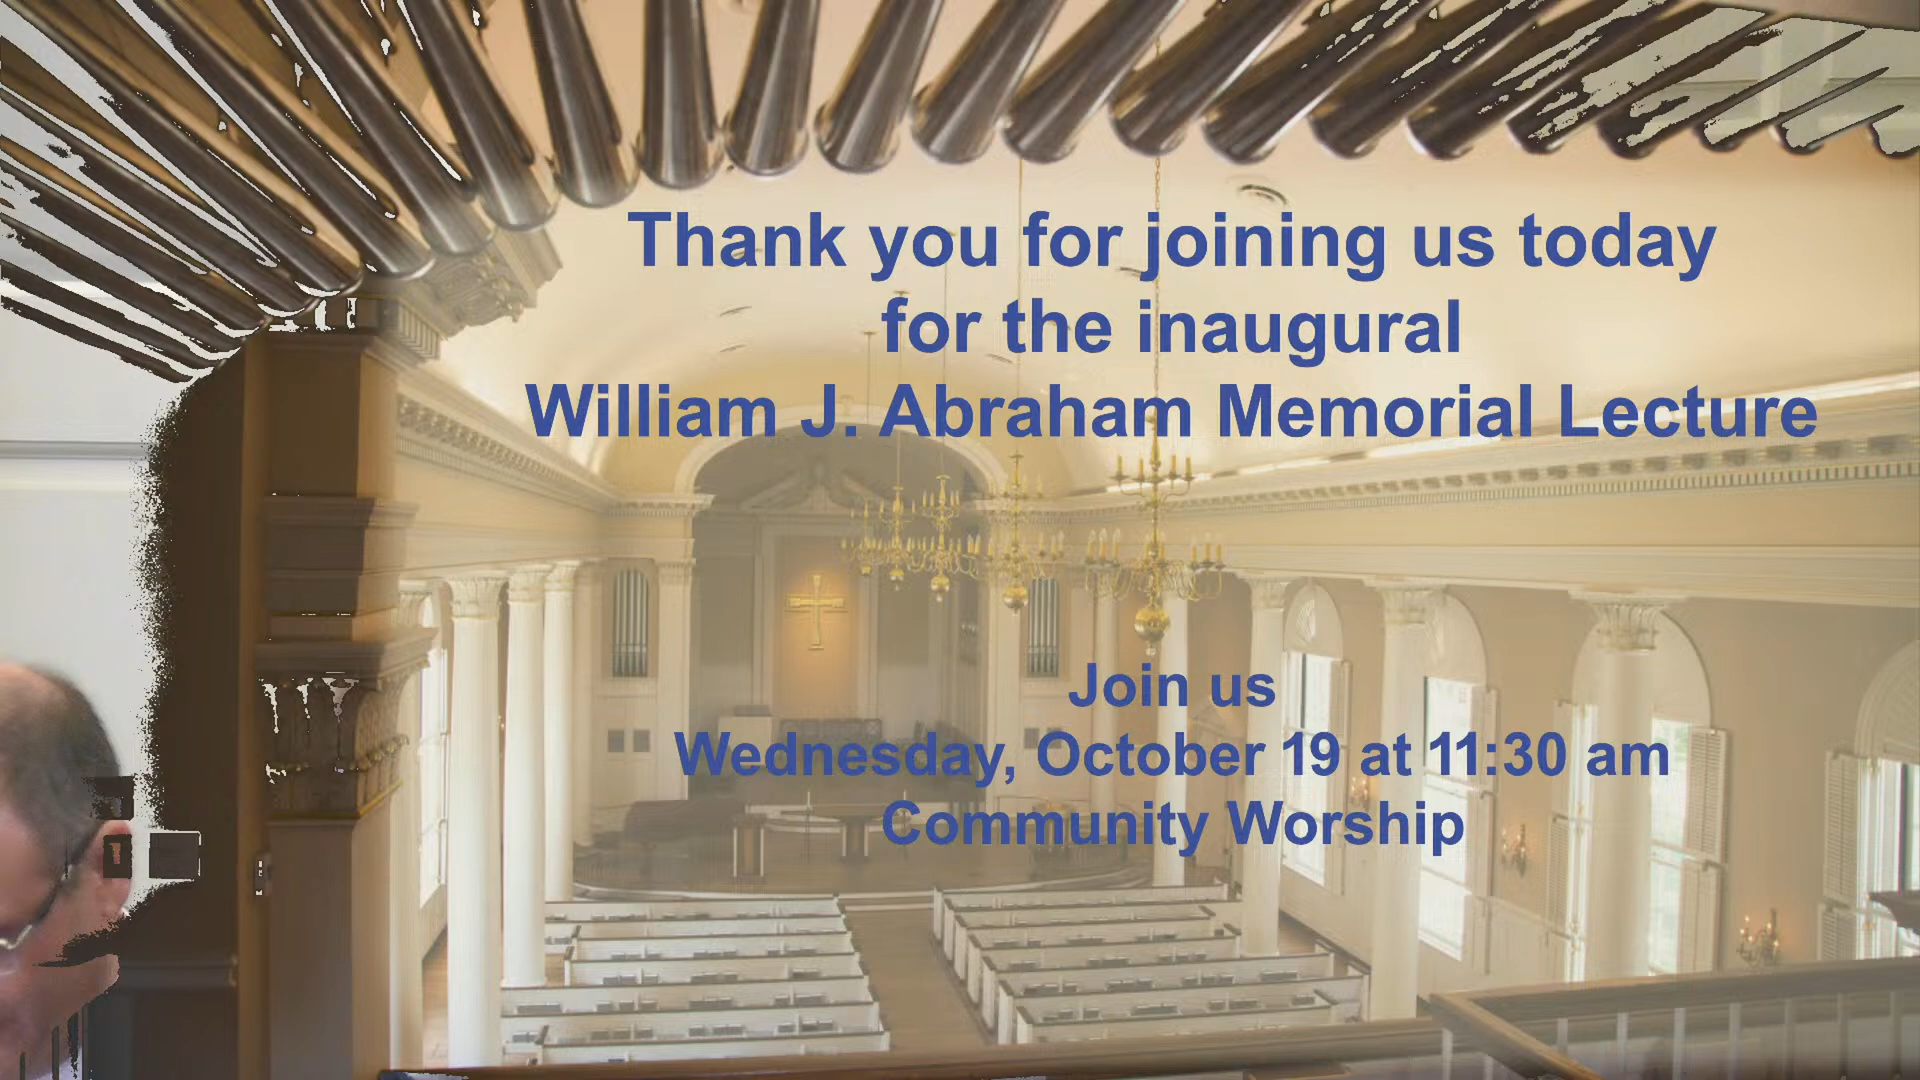 Thank you for joining us today
for the inaugural
William J. Abraham Memorial Lecture
Join us
Wednesday, October 19 at 11:30 am
Community Worship